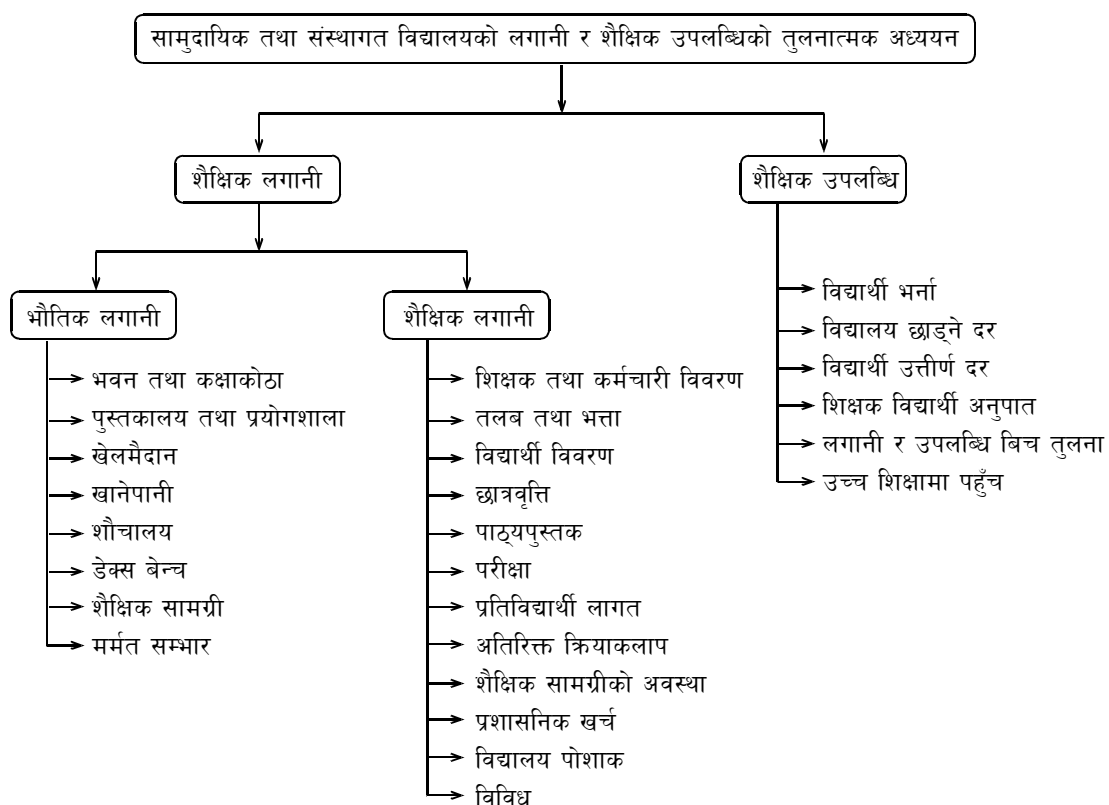 सामुदायिक तथा संस्थागत विद्यालयको लगानी र शैक्षिक उपलब्धिको तुलनात्मक अध्ययन
शैक्षिक लगानी
शैक्षिक उपलब्धि
भौतिक लगानी
भवन तथा कक्षाकोठा
पुस्तकालय तथा प्रयोगशाला
खेलमैदान
खानेपानी
शौचालय
डेक्स बेन्च
शैक्षिक सामग्री
मर्मत सम्भार
शैक्षिक लगानी
शिक्षक तथा कर्मचारी विवरण
तलब तथा भत्ता
विद्यार्थी विवरण
छात्रवृत्ति
पाठ्यपुस्तक
परीक्षा
प्रतिविद्यार्थी लागत
अतिरिक्त क्रियाकलाप
शैक्षिक सामग्रीको अवस्था
प्रशासनिक खर्च
विद्यालय पोशाक
विविध
विद्यार्थी भर्ना
विद्यालय छाड्ने दर
विद्यार्थी उत्तीर्ण दर
शिक्षक विद्यार्थी अनुपात
लगानी र उपलब्धि बिच तुलना
उच्च शिक्षामा पहुँच